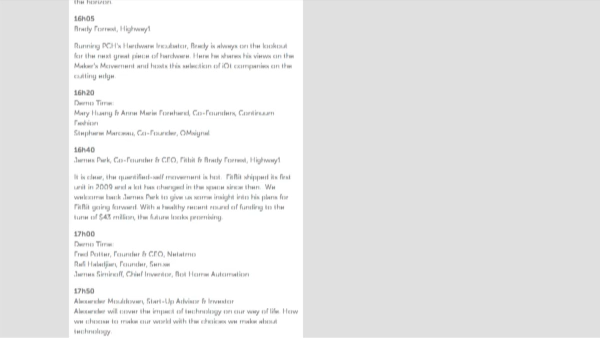 the horizon
16h05
Brady Forrest, Highway1
Running PCH's Hardware Incubator, Brady is always on the lookout
for the next great piece of hardware. Here he shares his views on the
Maker's Movement and hosts this selection of iOt companies on the
cutting edge
16h20
Demo Time:
Mary Huang & Anne Marie Forehand, Co-Founders, Continuum
Fashion
Stephane Marceau, Co-Founder, OMsignal
16h40
James Park, Co-Founder & CEO, Fitbit & Brady Forrest, Highway1
It is clear, the quantified-self movement is hot. FitBit shipped its first
unit in 2009 and a lot has changed in the space since then. We
welcome back James Park to give us some insight into his plans for
FitBit going forward. With a healthy recent round of funding to the
tune of $43 million, the future looks promising.
17h00
Demo Time:
Fred Potter, Founder & CEO, Netatmo
Rafi Haladjian, Founder, Sen.se
James Siminoff, Chief Inventor, Bot Home Automation
17h50
Alexander Mouldovan, Start-Up Advisor & Investor
Alexander will cover the impact of technology on our way of life. How
we choose to make our world with the choices we make about
technology